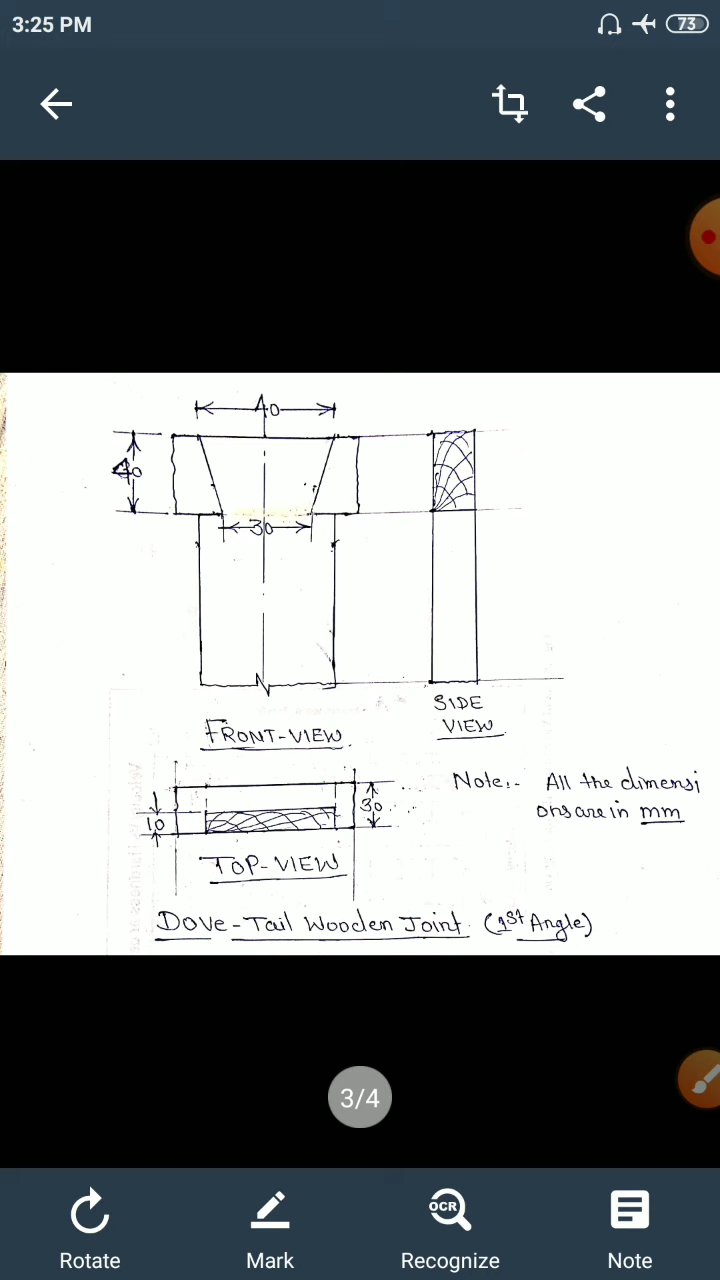 3:25 PM
73
40
40
30
SIDE
VIEW
FRONT-VIEW
Note:- All the dimensi
ons are in mm
30
10
TOP-VIEW
Dove-Tail Wooden Joint (1st Angle)
3/4
OCR
Rotate
Mark
Recognize
Note